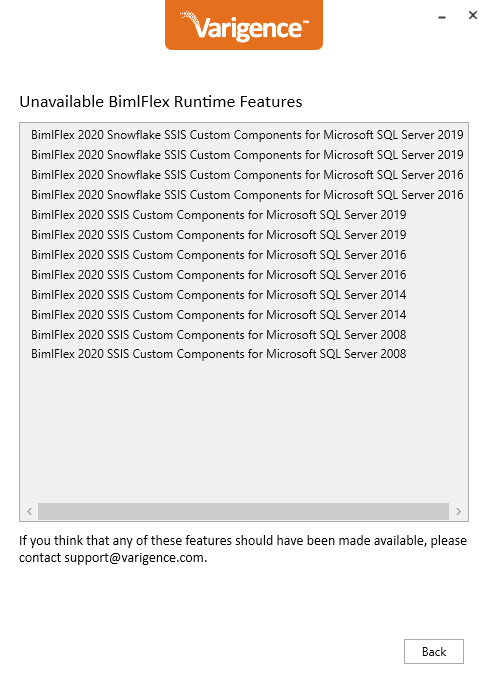 Varigence™
Unavailable BimlFlex Runtime Features
BimlFlex 2020 Snowflake SSIS Custom Components for Microsoft SQL Server 2019
BimlFlex 2020 Snowflake SSIS Custom Components for Microsoft SQL Server 2019
BimlFlex 2020 Snowflake SSIS Custom Components for Microsoft SQL Server 2016
BimlFlex 2020 Snowflake SSIS Custom Components for Microsoft SQL Server 2016
BimlFlex 2020 SSIS Custom Components for Microsoft SQL Server 2019
BimlFlex 2020 SSIS Custom Components for Microsoft SQL Server 2019
BimlFlex 2020 SSIS Custom Components for Microsoft SQL Server 2016
BimlFlex 2020 SSIS Custom Components for Microsoft SQL Server 2016
BimlFlex 2020 SSIS Custom Components for Microsoft SQL Server 2014
BimlFlex 2020 SSIS Custom Components for Microsoft SQL Server 2014
BimlFlex 2020 SSIS Custom Components for Microsoft SQL Server 2008
BimlFlex 2020 SSIS Custom Components for Microsoft SQL Server 2008
If you think that any of these features should have been made available, please
contact support@varigence.com.
Back